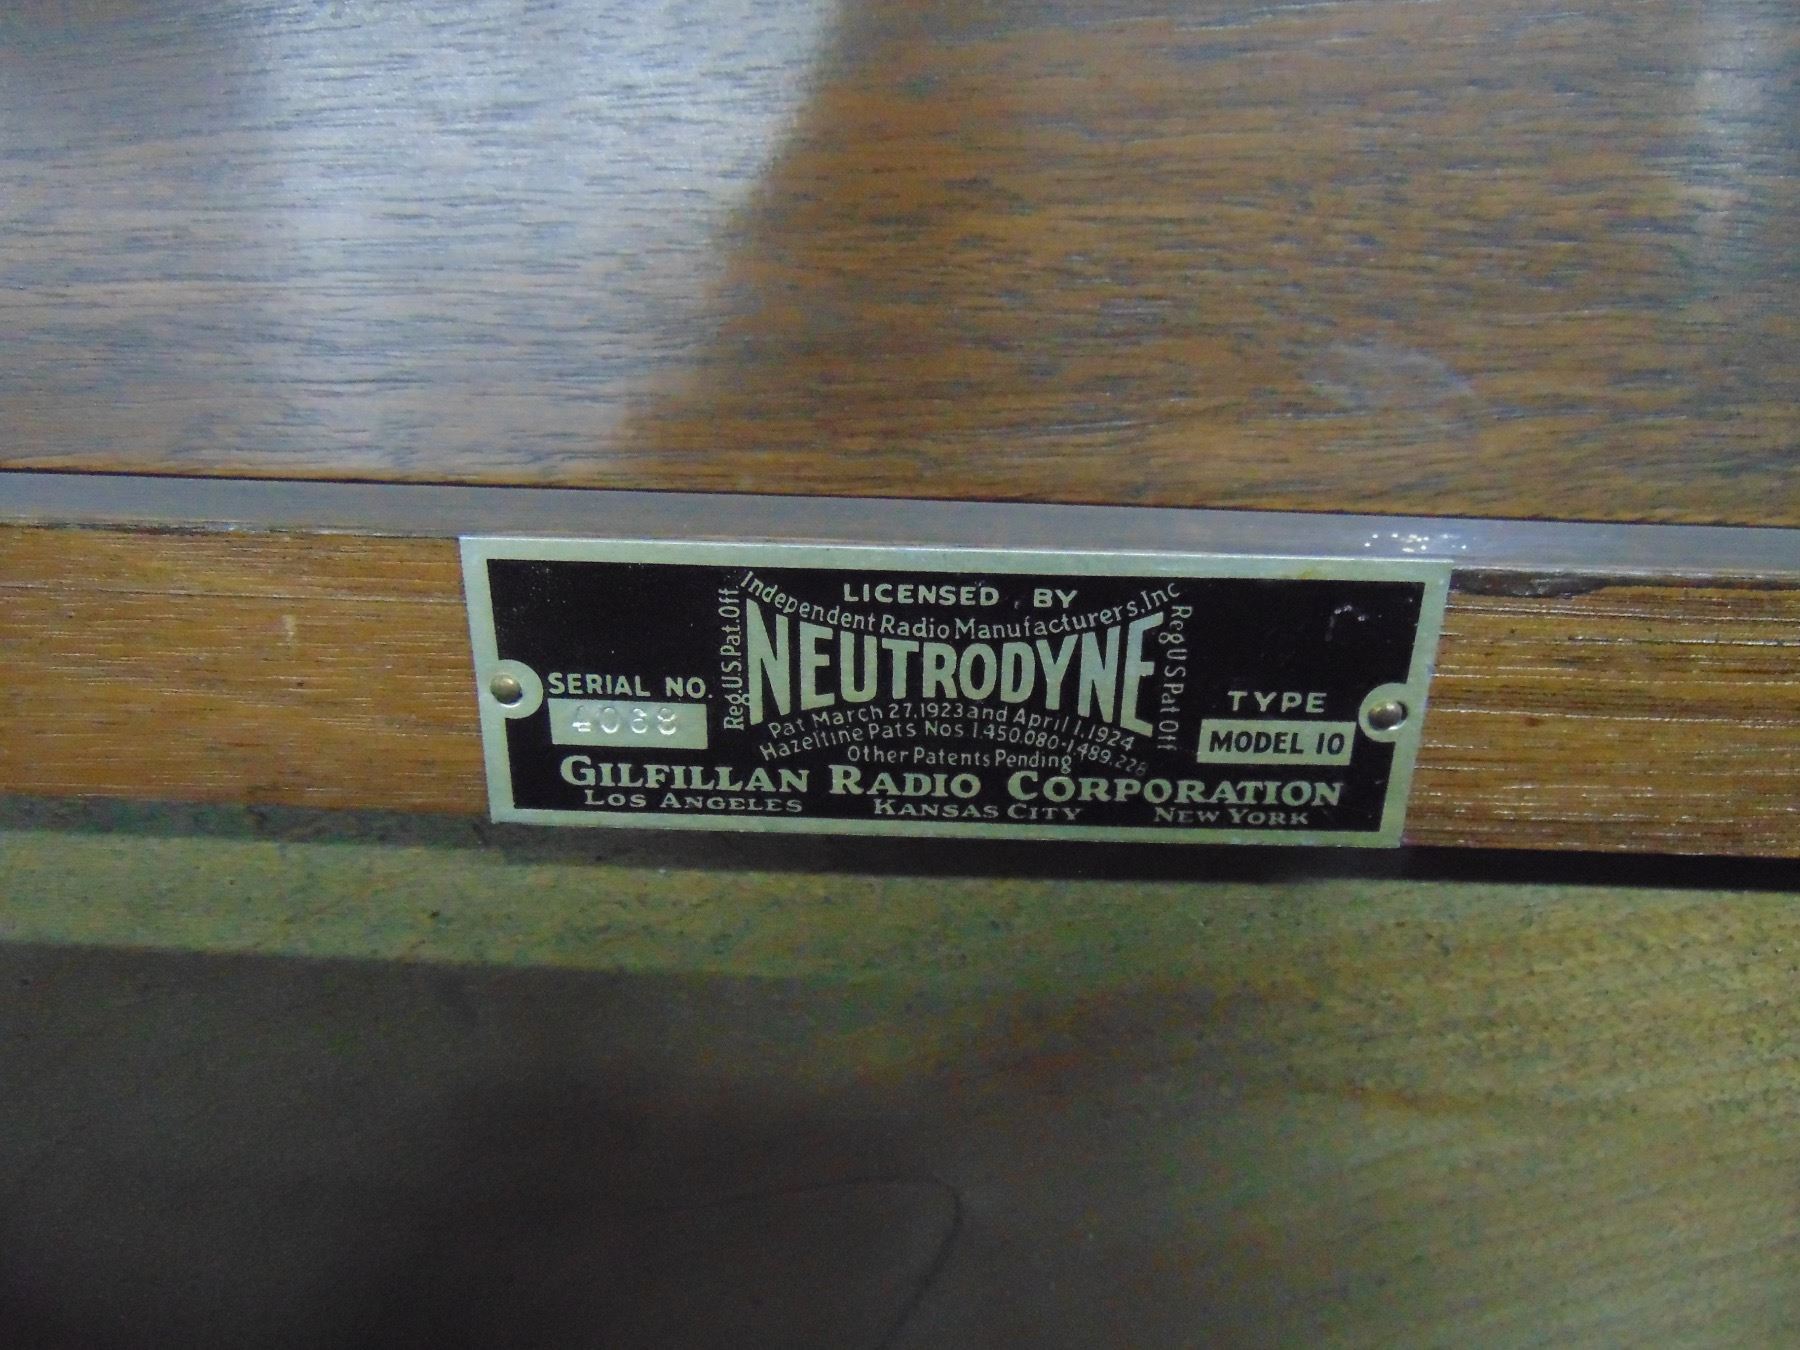 LICENSED BY
Independent Radio Manufacturers, Inc
Reg.U.S.Pat.Off.
NEUTRODYNE
Reg US Pat Off
Pat March 27, 1923 and April 1, 1924
Hazeltine Pats Nos 1.450.080-1.489.228
Other Patents Pending
SERIAL NO.
4068
TYPE
MODEL 10
GILFILLAN RADIO CORPORATION
LOS ANGELES KANSAS CITY NEW YORK